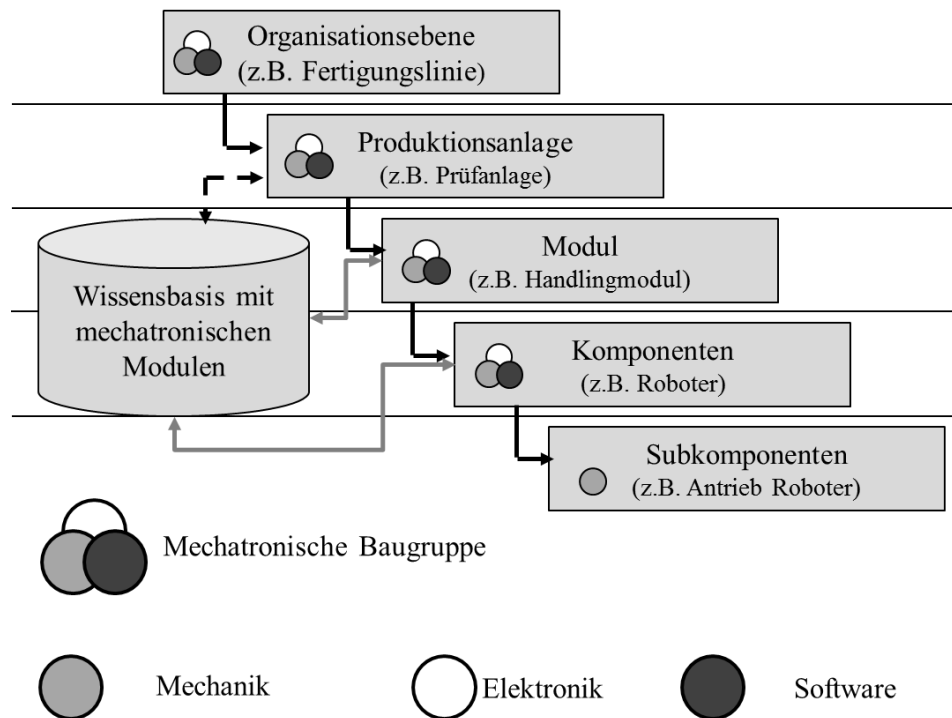 Organisationsebene
(z.B. Fertigungslinie)
Produktionsanlage
(z.B. Prüfanlage)
Modul
(z.B. Handlingmodul)
Wissensbasis mit
mechatronischen
Modulen
Komponenten
(z.B. Roboter)
Subkomponenten
(z.B. Antrieb Roboter)
Mechatronische Baugruppe
Mechanik
Elektronik
Software